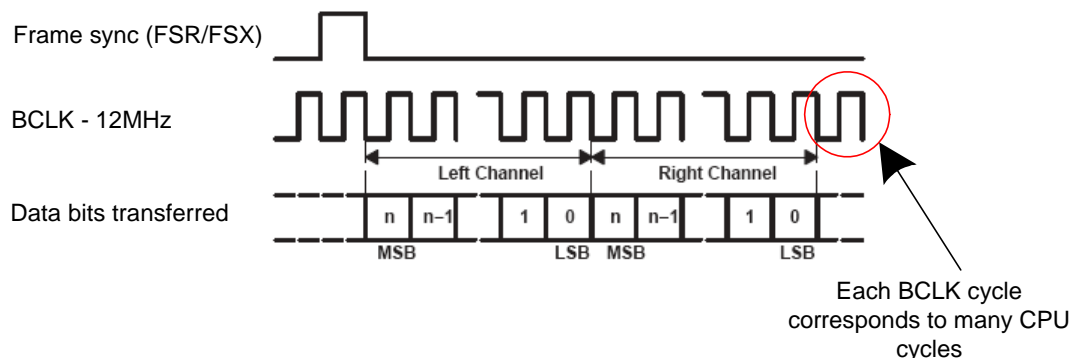 Frame sync (FSR/FSX)
BCLK - 12MHz
Left Channel
Right Channel
Data bits transferred
n n–1 1 0 n n–1 1 0
MSB LSB MSB LSB
Each BCLK cycle
corresponds to many CPU
cycles